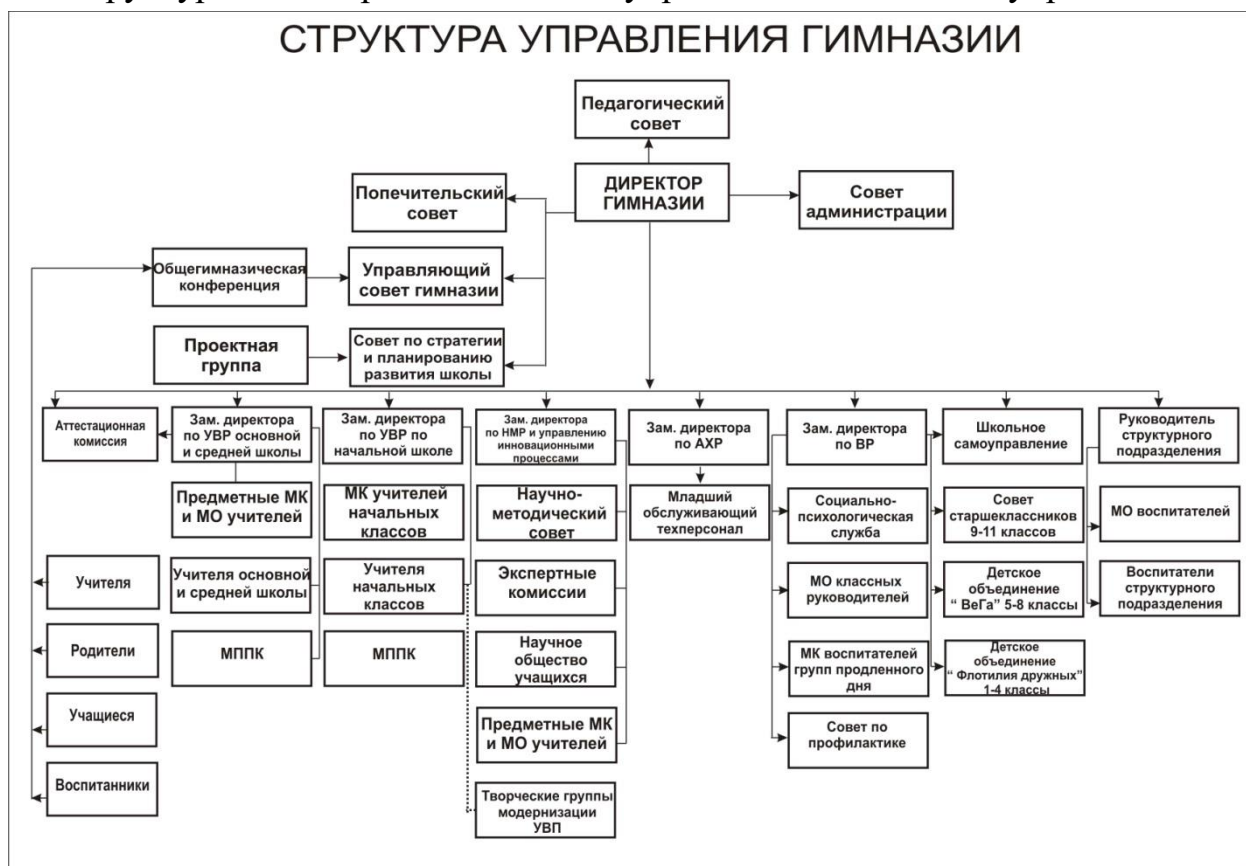 СТРУКТУРА УПРАВЛЕНИЯ ГИМНАЗИИ
Педагогический
совет
ДИРЕКТОР
ГИМНАЗИИ
Совет
администрации
Попечительский
совет
Общегимназическая
конференция
Управляющий
совет гимназии
Проектная
группа
Совет по стратегии
и планированию
развития школы
Аттестационная
комиссия
Зам. директора
по УВР основной
и средней школы
Зам. директора
по УВР по
начальной школе
Зам. директора
по НМР и управлению
инновационными
процессами
Зам. директора
по АХР
Зам. директора
по ВР
Школьное
самоуправление
Руководитель
структурного
подразделения
Предметные МК
и МО учителей
МК учителей
начальных
классов
Научно-
методический
совет
Младший
обслуживающий
техперсонал
Социально-
психологическая
служба
Совет
старшеклассников
9-11 классов
МО воспитателей
Учителя
Учителя основной
и средней школы
Учителя
начальных
классов
Экспертные
комиссии
МО классных
руководителей
Детское
объединение
“ ВеГа” 5-8 классы
Воспитатели
структурного
подразделения
Родители
МППК
МППК
Научное
общество
учащихся
МК воспитателей
групп продленного
дня
Детское
объединение
“ Флотилия дружных”
1-4 классы
Учащиеся
Предметные МК
и МО учителей
Совет по
профилактике
Воспитанники
Творческие группы
модернизации
УВП